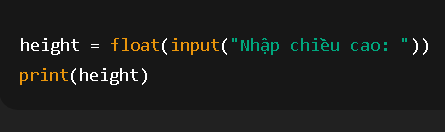 height = float(input("Nhập chiều cao: "))
print(height)